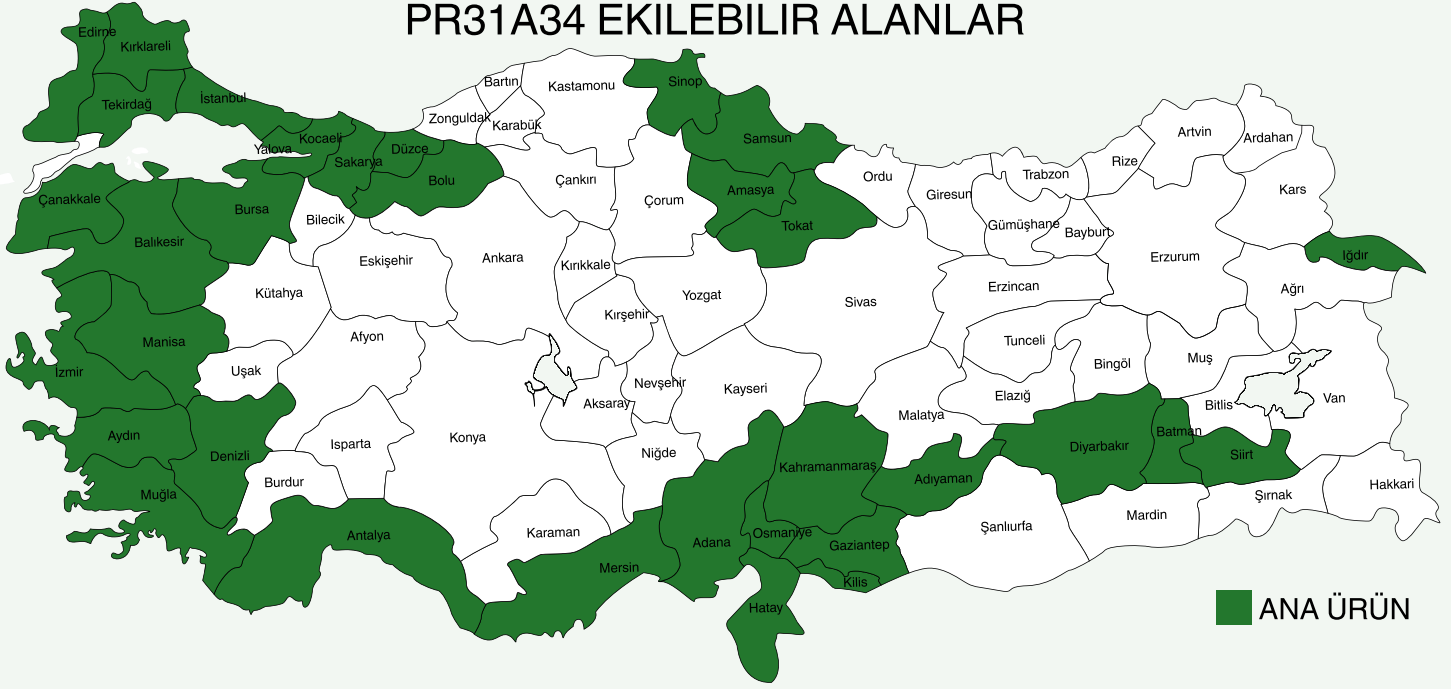 PR31A34 EKILEBILIR ALANLAR
Edirne
Kırklareli
Tekirdağ
İstanbul
Yalova
Kocaeli
Sakarya
Düzce
Bolu
Zonguldak
Bartın
Karabük
Kastamonu
Sinop
Samsun
Çankırı
Çorum
Amasya
Tokat
Ordu
Giresun
Trabzon
Rize
Artvin
Ardahan
Kars
Gümüşhane
Bayburt
Erzurum
Iğdır
Ağrı
Çanakkale
Balıkesir
Bursa
Bilecik
Eskişehir
Ankara
Kırıkkale
Kırşehir
Yozgat
Sivas
Erzincan
Tunceli
Bingöl
Muş
Kütahya
Manisa
İzmir
Uşak
Afyon
Aksaray
Nevşehir
Kayseri
Malatya
Elazığ
Bitlis
Van
Aydın
Denizli
Isparta
Konya
Niğde
Kahramanmaraş
Adıyaman
Diyarbakır
Batman
Siirt
Muğla
Burdur
Antalya
Karaman
Mersin
Adana
Osmaniye
Gaziantep
Kilis
Hatay
Şanlıurfa
Mardin
Şırnak
Hakkari
ANA ÜRÜN